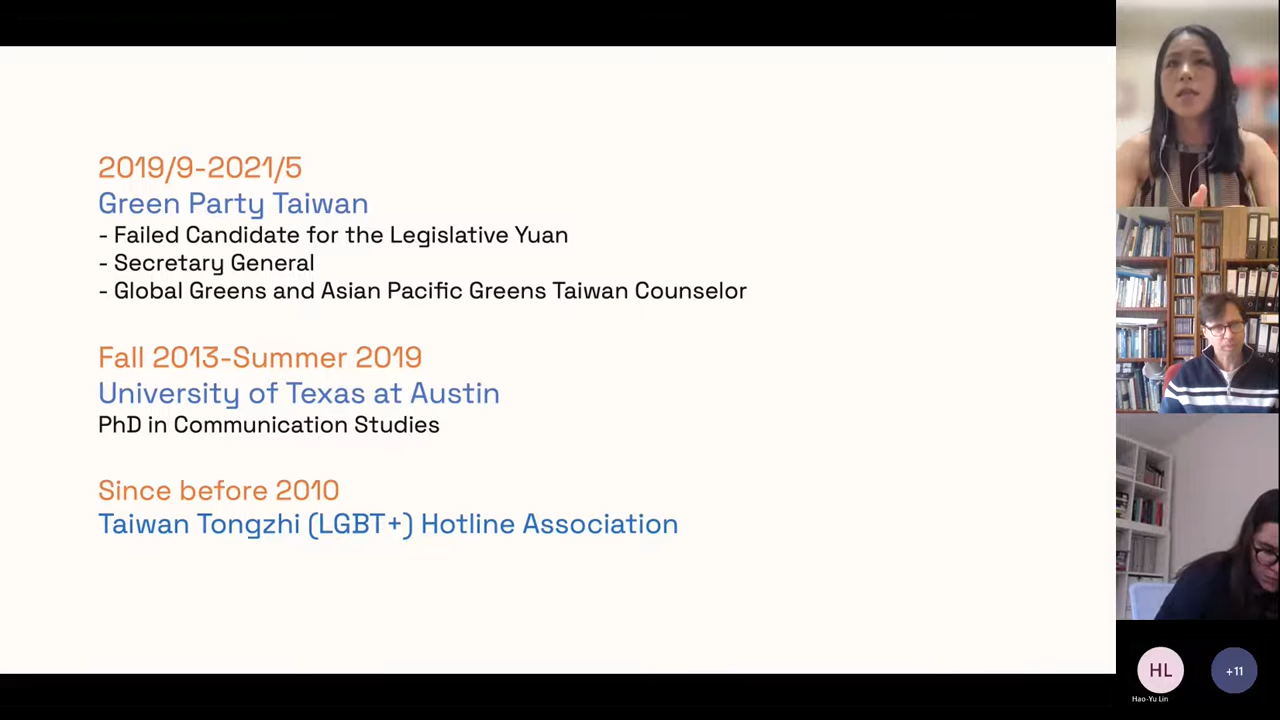 2019/9-2021/5
Green Party Taiwan
- Failed Candidate for the Legislative Yuan
- Secretary General
- Global Greens and Asian Pacific Greens Taiwan Counselor
Fall 2013-Summer 2019
University of Texas at Austin
PhD in Communication Studies
Since before 2010
Taiwan Tongzhi (LGBT+) Hotline Association
HL
+11
Hao-Yu Lin